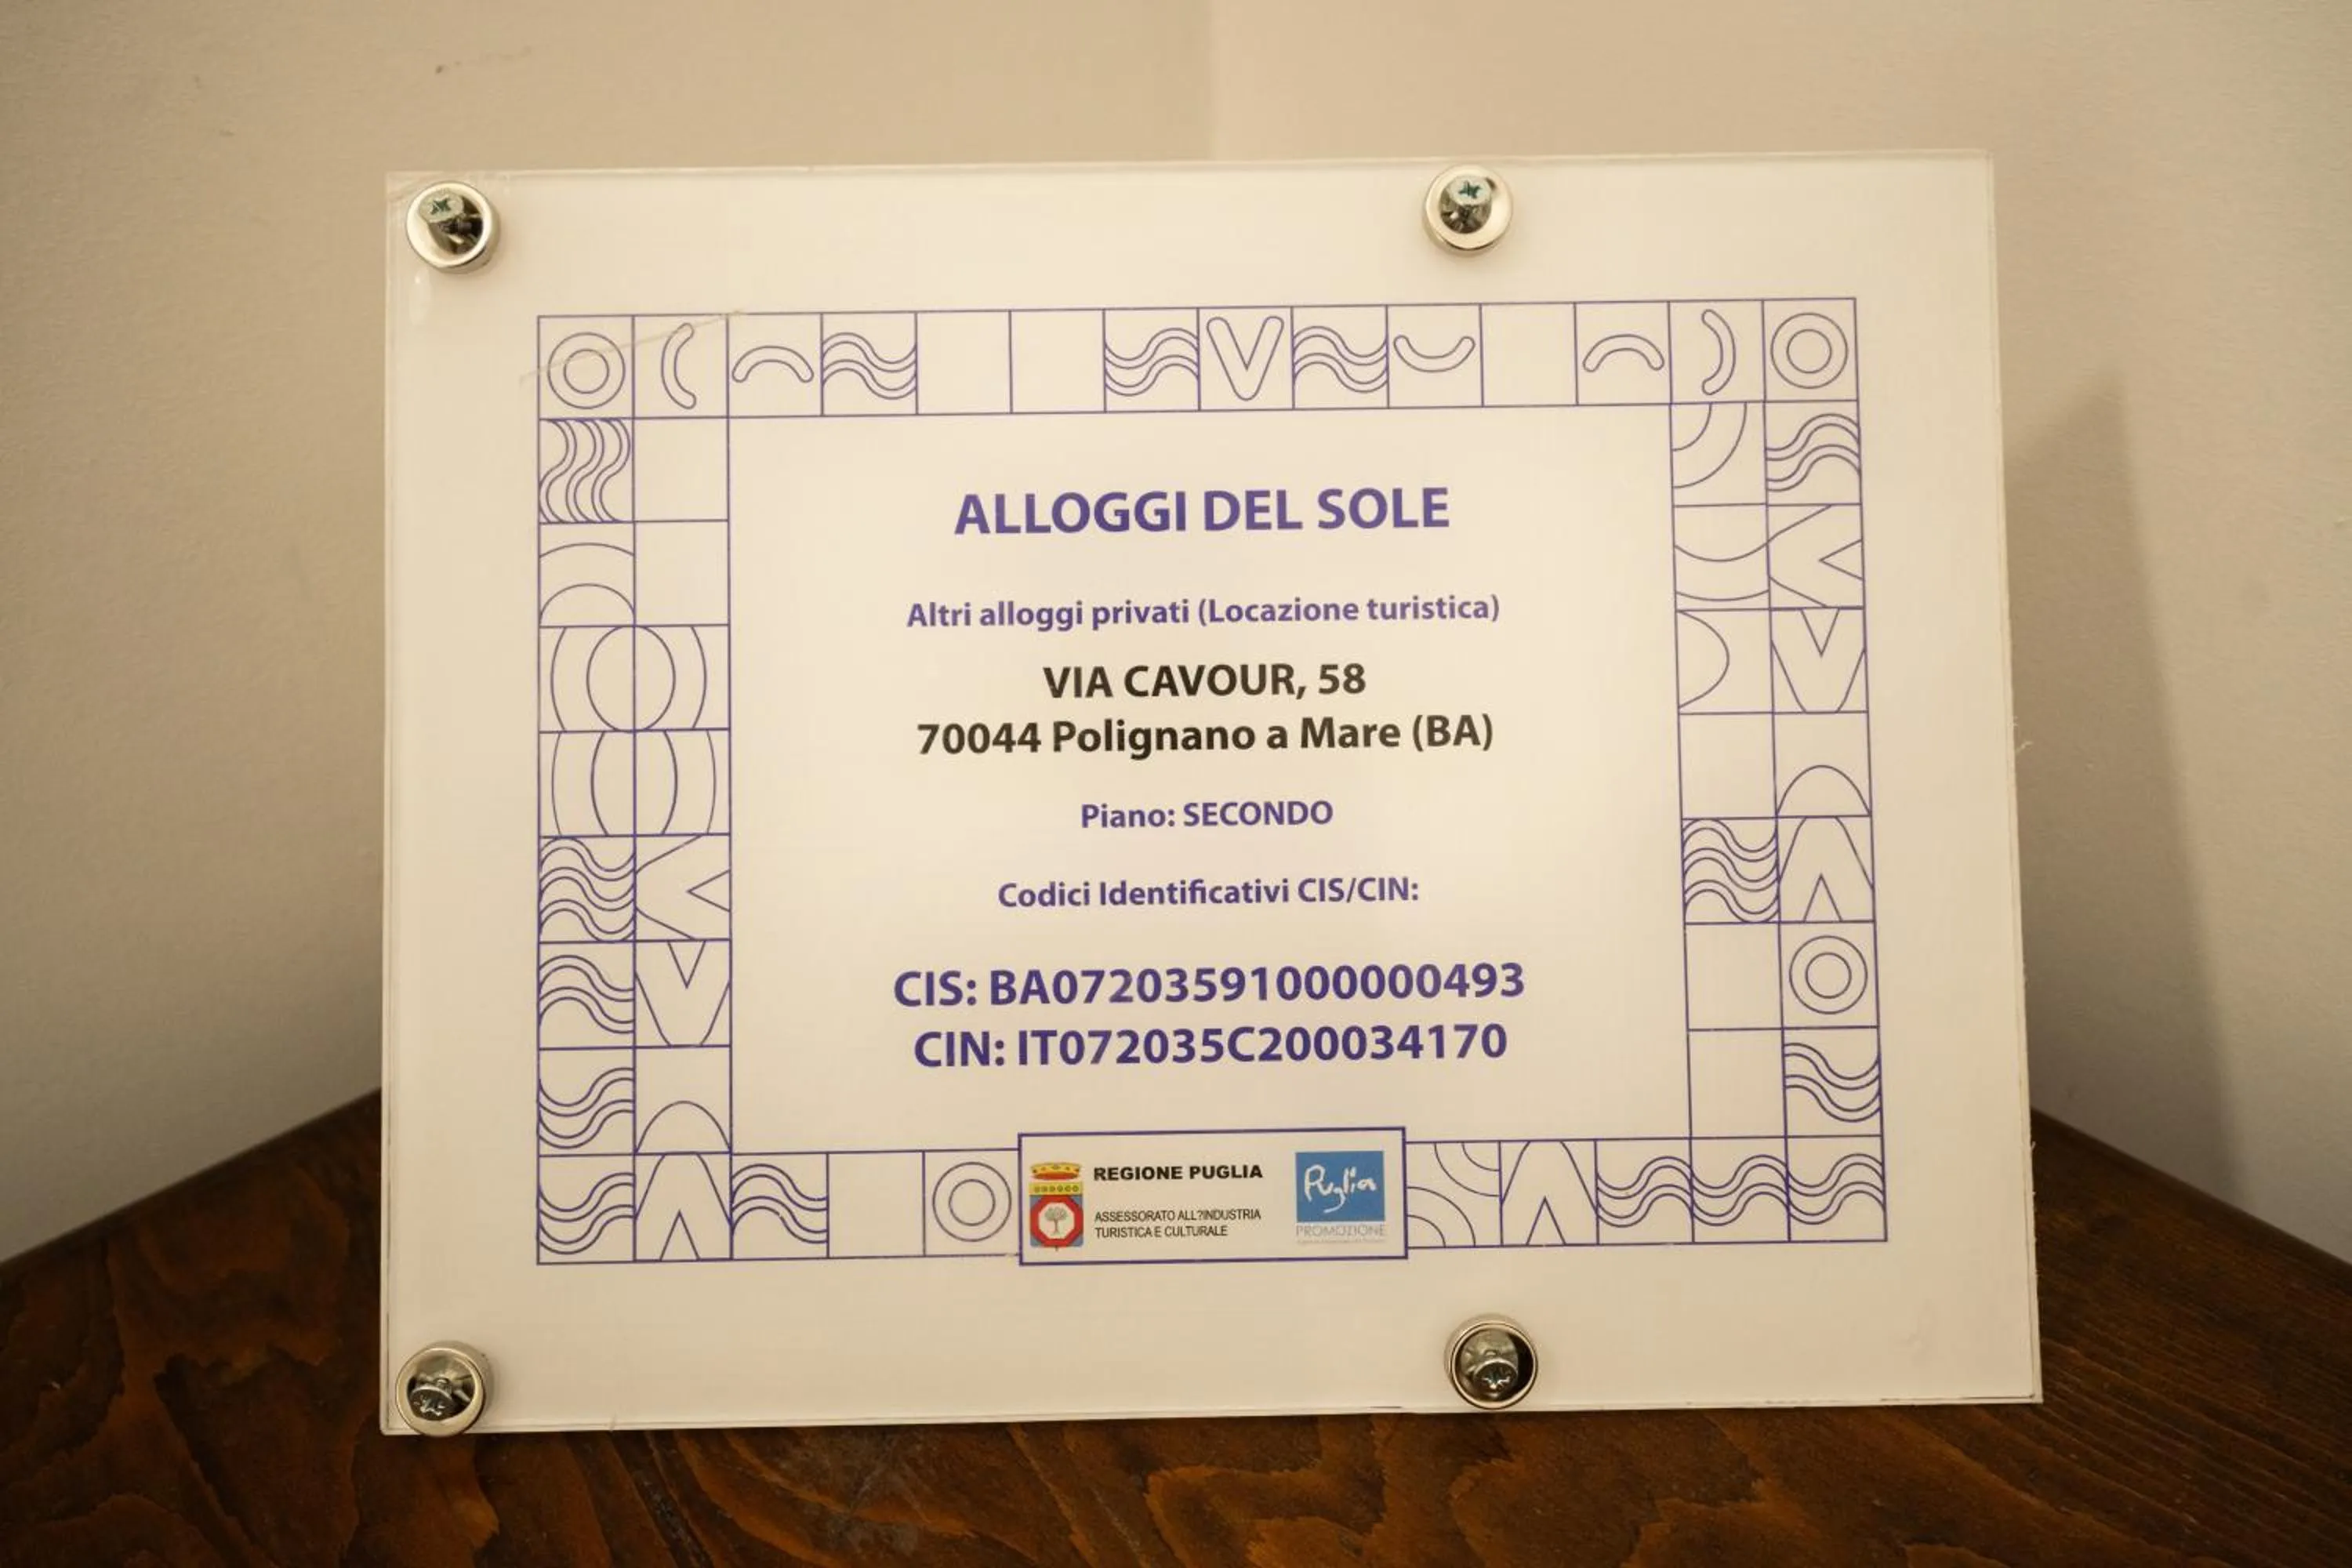 ALLOGGI DEL SOLE
Altri alloggi privati (Locazione turistica)
VIA CAVOUR, 58
70044 Polignano a Mare (BA)
Piano: SECONDO
Codici Identificativi CIS/CIN:
CIS: BA07203591000000493
CIN: IT072035C200034170
REGIONE PUGLIA
ASSESSORATO ALL?INDUSTRIA
TURISTICA E CULTURALE
Puglia
PROMOZIONE